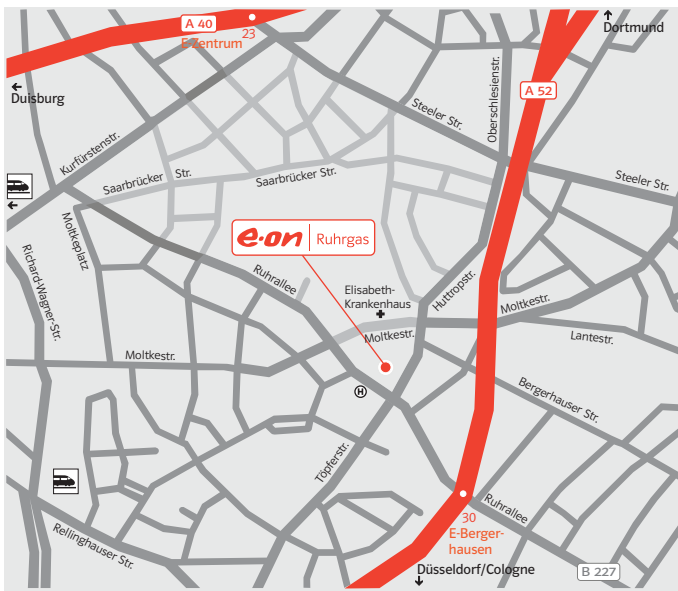 A 40
E-Zentrum
23
Dortmund
Duisburg
A 52
Oberschlesienstr.
Steeler Str.
Kurfürstenstr.
Steeler Str.
Saarbrücker Str.
Saarbrücker Str.
Moltkeplatz
e·on Ruhrgas
Richard-Wagner-Str.
Ruhrallee
Elisabeth-
Krankenhaus
Huttropstr.
Moltkestr.
Moltkestr.
Lantestr.
Moltkestr.
Bergerhauser Str.
H
Töpferstr.
Ruhrallee
30
E-Berger-
hausen
Rellinghauser Str.
Düsseldorf/Cologne
B 227